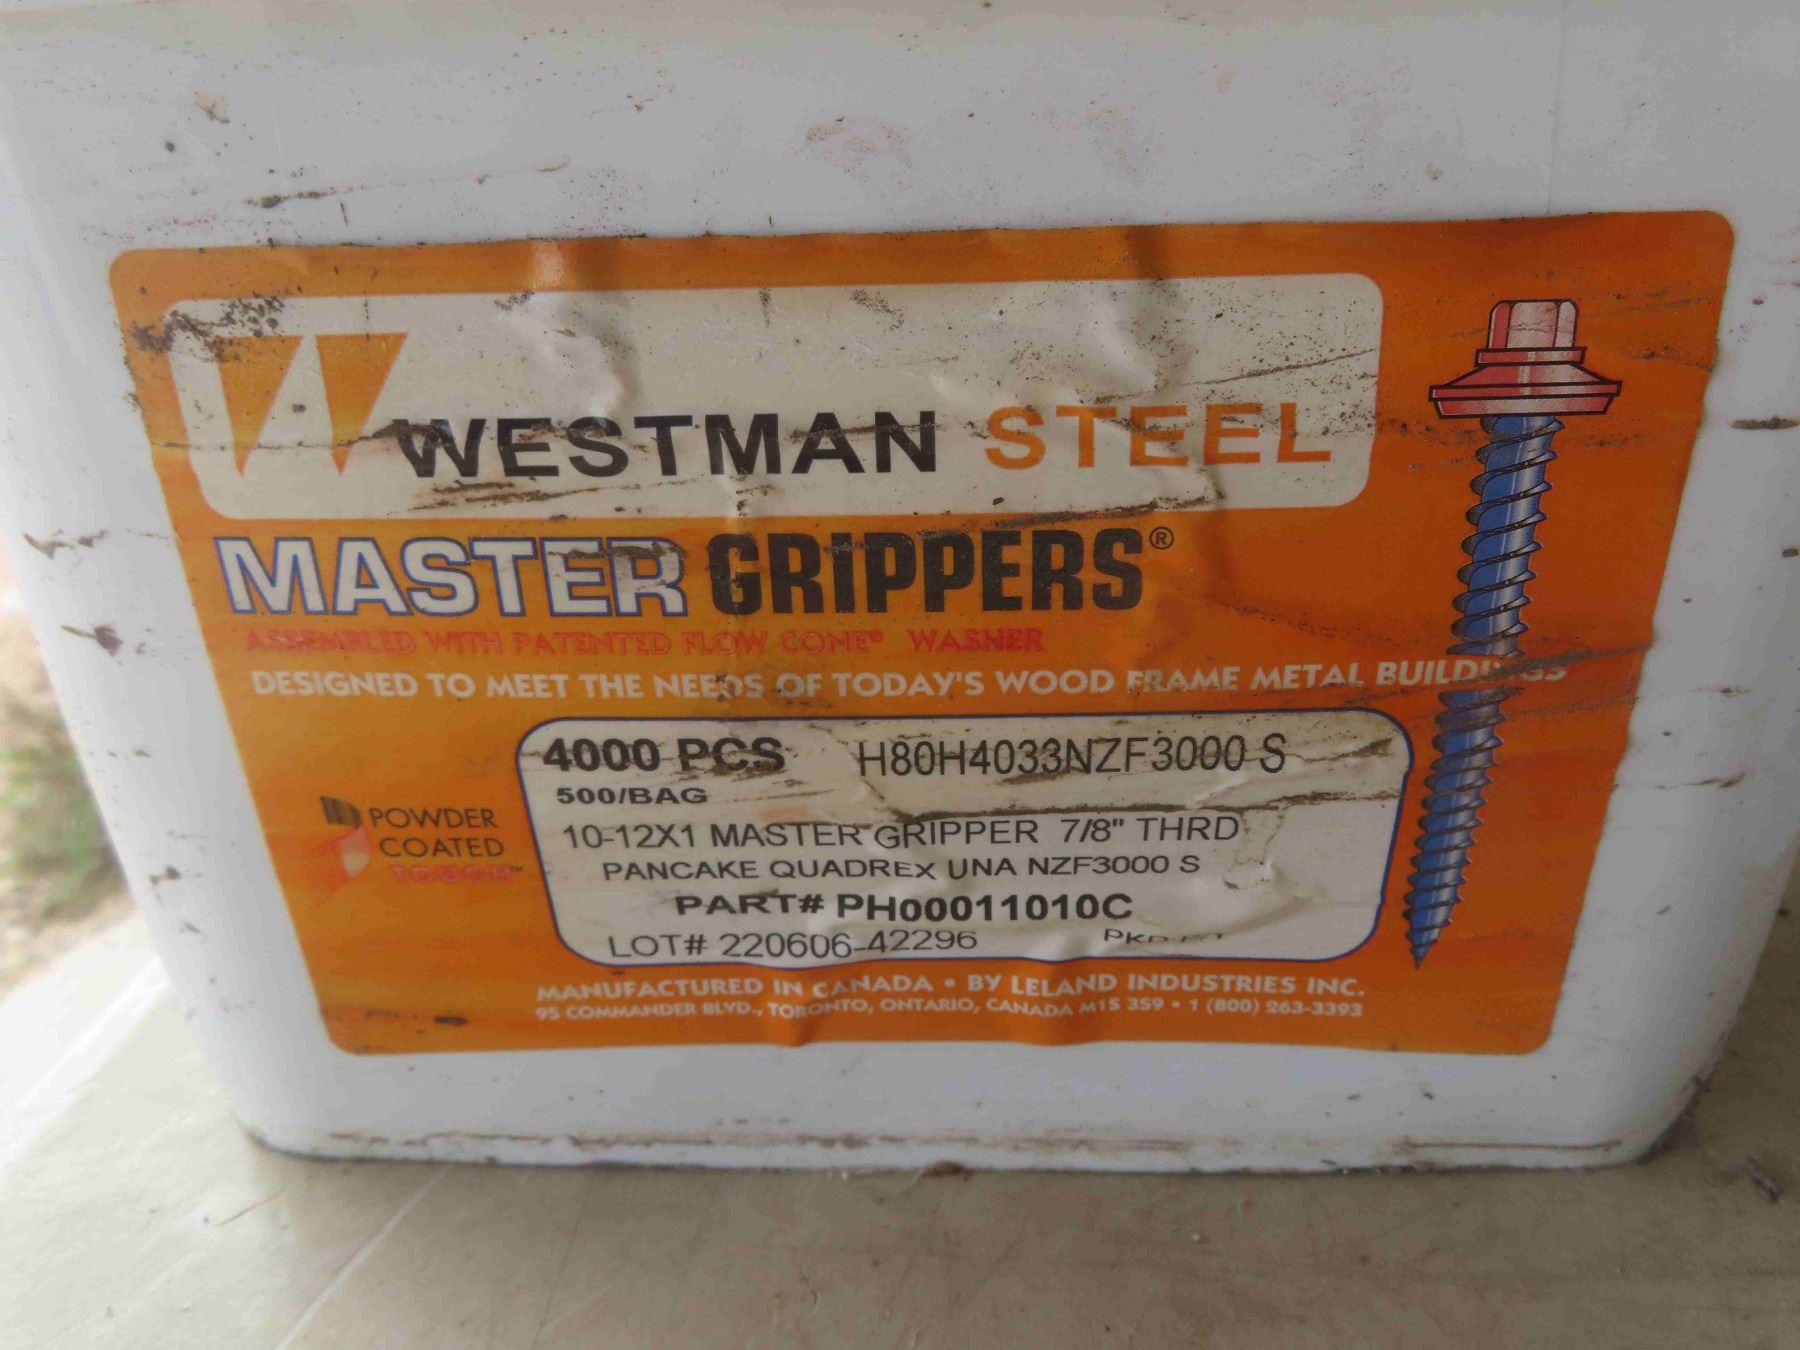 WESTMAN STEEL
MASTER GRIPPERS®
ASSEMBLED WITH PATENTED FLOW CONE® WASHER
DESIGNED TO MEET THE NEEDS OF TODAY'S WOOD FRAME METAL BUILDINGS
4000 PCS H80H4033NZF3000 S
500/BAG
10-12X1 MASTER GRIPPER 7/8" THRD
PANCAKE QUADREX UNA NZF3000 S
PART# PH00011010C
LOT# 220606-42296
POWDER
COATED
TOUGH™
MANUFACTURED IN CANADA • BY LELAND INDUSTRIES INC.
95 COMMANDER BLVD., TORONTO, ONTARIO, CANADA M1S 3S9 • 1 (800) 263-3393